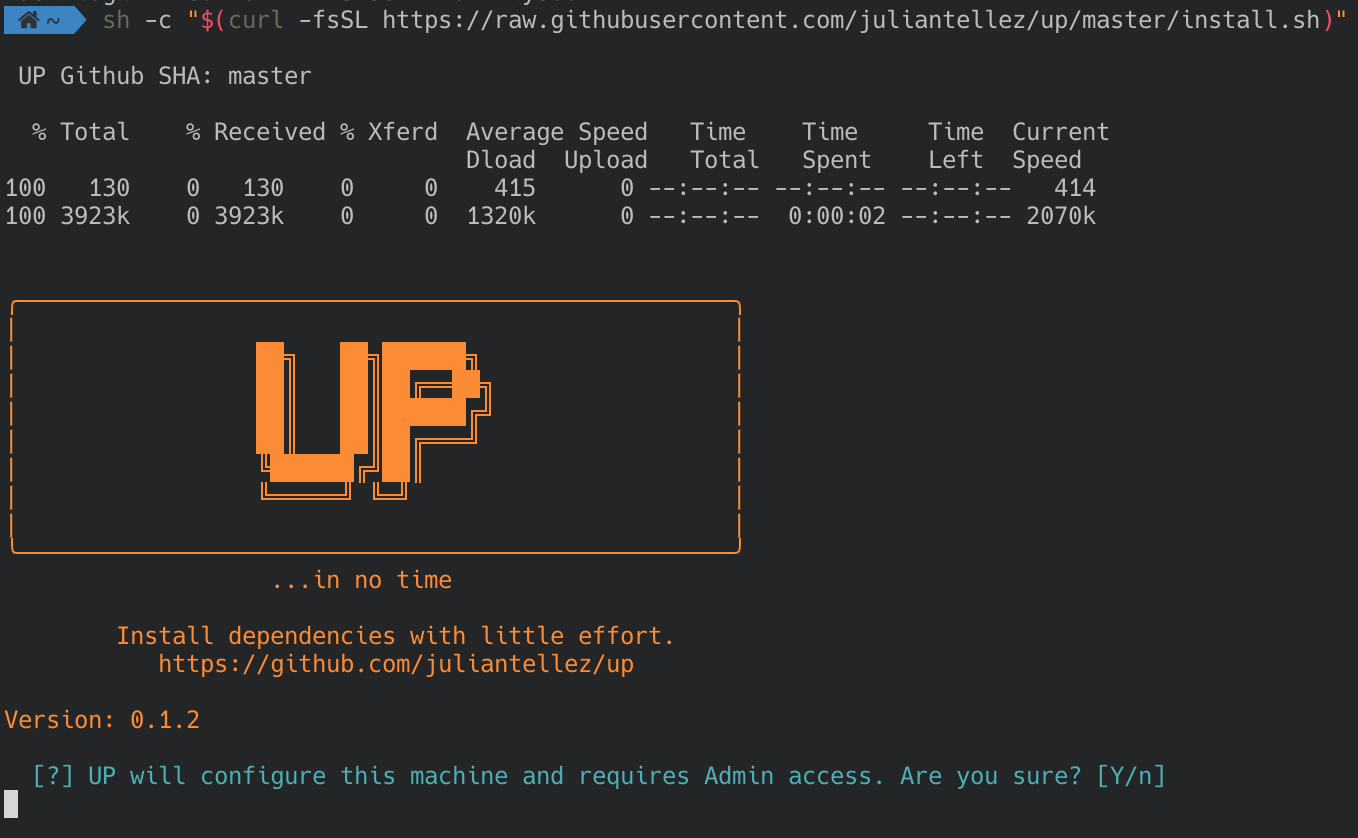 ~ sh -c "$(curl -fsSL https://raw.githubusercontent.com/juliantellez/up/master/install.sh)"
UP Github SHA: master
% Total % Received % Xferd Average Speed Time Time Time Current
Dload Upload Total Spent Left Speed
100 130 0 130 0 0 415 0 --:--:-- --:--:-- --:--:-- 414
100 3923k 0 3923k 0 0 1320k 0 --:--:-- 0:00:02 --:--:-- 2070k
UP
...in no time
Install dependencies with little effort.
https://github.com/juliantellez/up
Version: 0.1.2
[?] UP will configure this machine and requires Admin access. Are you sure? [Y/n]